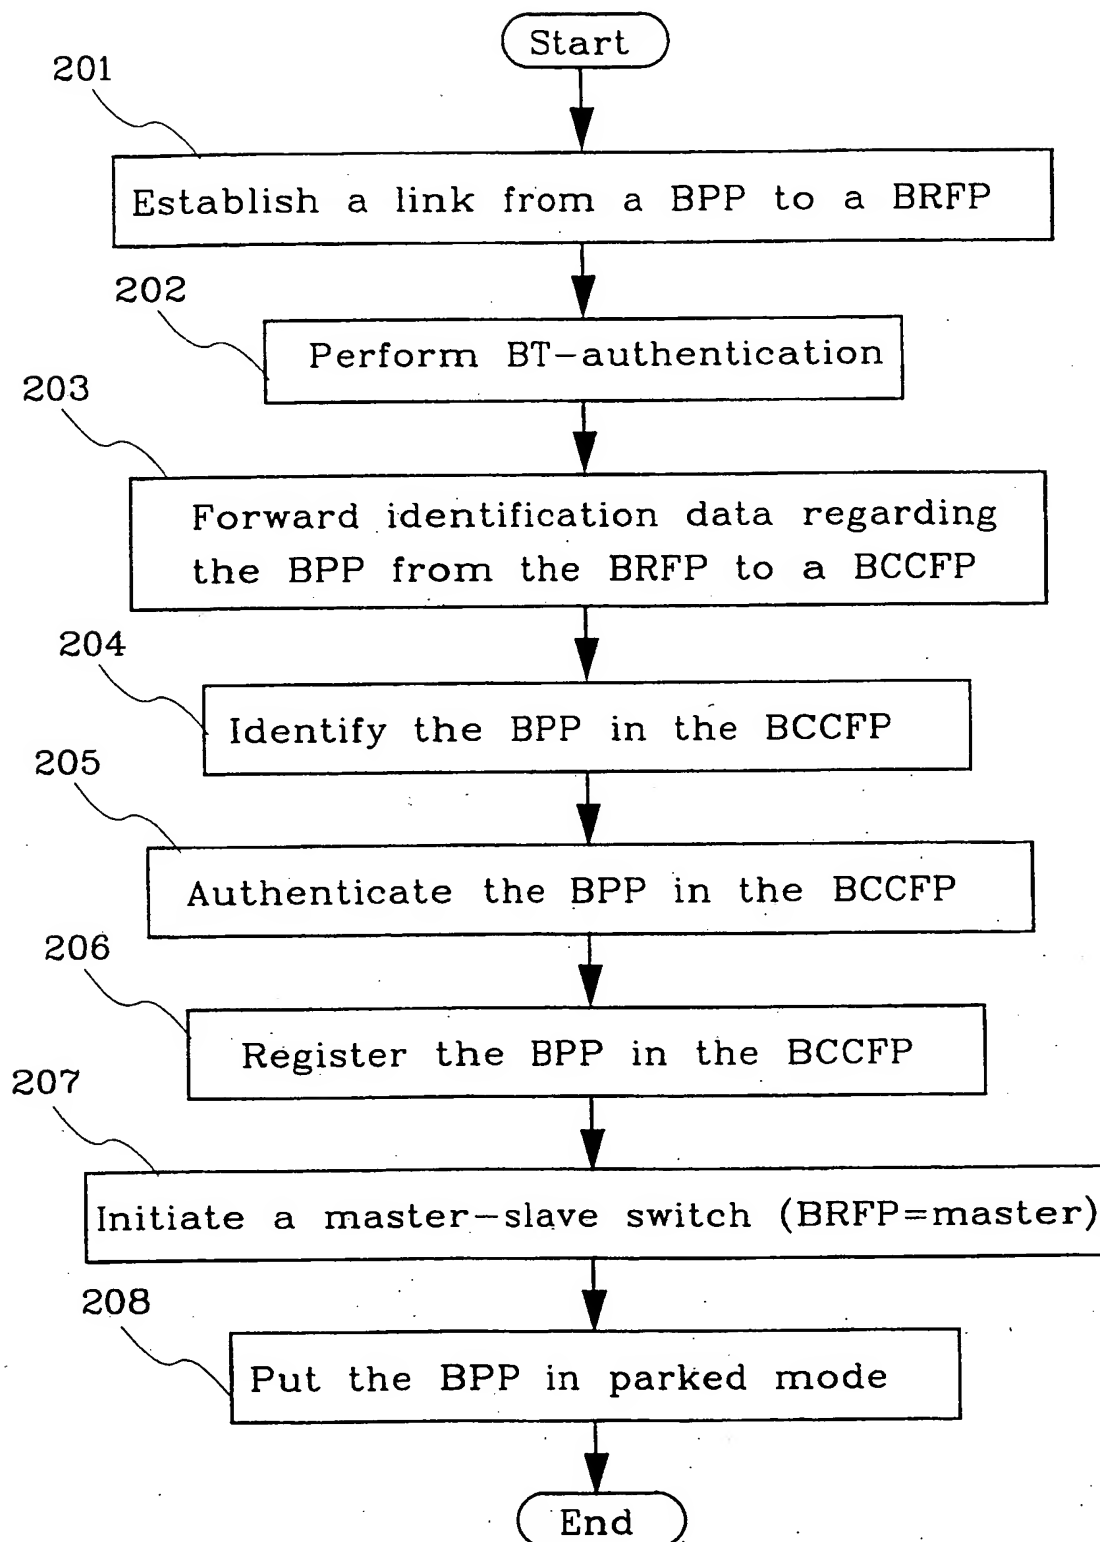 Start
201
Establish a link from a BPP to a BRFP
202
Perform BT-authentication
203
Forward identification data regarding
the BPP from the BRFP to a BCCFP
204
Identify the BPP in the BCCFP
205
Authenticate the BPP in the BCCFP
206
Register the BPP in the BCCFP
207
Initiate a master-slave switch (BRFP=master)
208
Put the BPP in parked mode
End